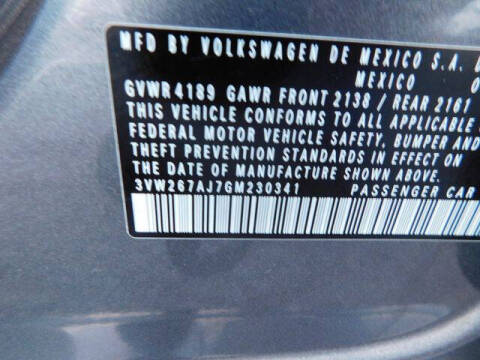 MFD BY VOLKSWAGEN DE MEXICO S.A.
MEXICO
GVWR 4189 GAWR FRONT 2138 / REAR 2161
THIS VEHICLE CONFORMS TO ALL APPLICABLE
FEDERAL MOTOR VEHICLE SAFETY, BUMPER AND
THEFT PREVENTION STANDARDS IN EFFECT ON
THE DATE OF MANUFACTURE SHOWN ABOVE.
3VW267AJ7GM230341 PASSENGER CAR